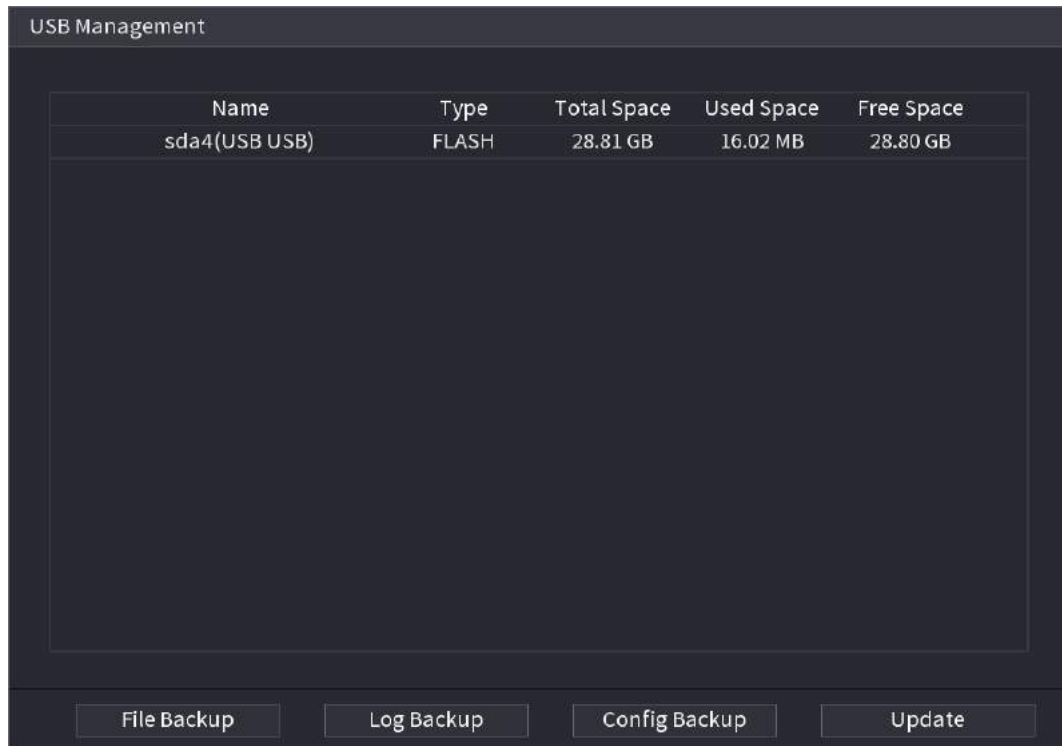 USB Management
Name Type Total Space Used Space Free Space
sda4(USB USB) FLASH 28.81 GB 16.02 MB 28.80 GB
File Backup Log Backup Config Backup Update